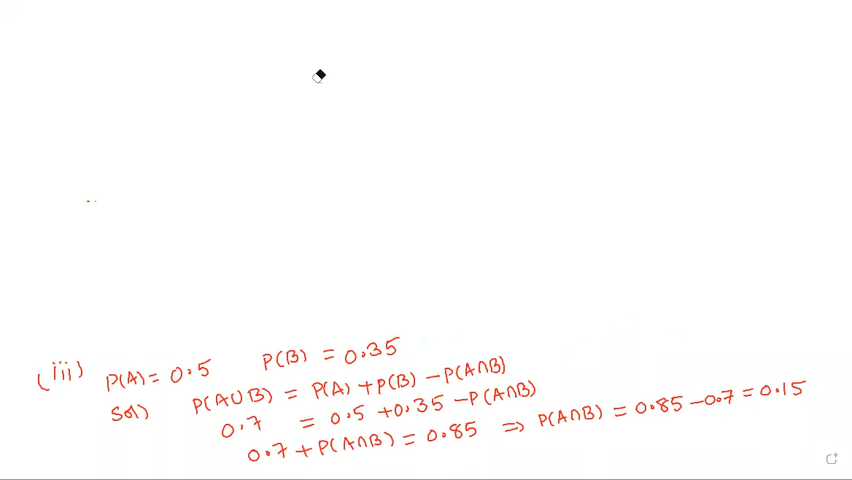 (iii) P(A) = 0.5 P(B) = 0.35
Sol) P(A∪B) = P(A) + P(B) - P(A∩B)
0.7 = 0.5 + 0.35 - P(A∩B)
0.7 + P(A∩B) = 0.85 ⇒ P(A∩B) = 0.85 - 0.7 = 0.15